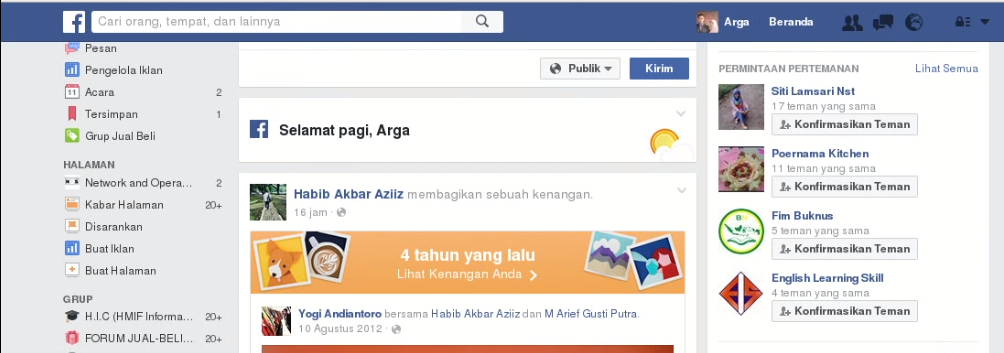 Cari orang, tempat, dan lainnya
Arga
Beranda
Pesan
Pengelola Iklan
11 Acara 2
Tersimpan 1
Grup Jual Beli
HALAMAN
Network and Opera... 2
Kabar Halaman 20+
Disarankan
Buat Iklan
Buat Halaman
GRUP
H.I.C (HMIF Informa... 20+
FORUM JUAL-BELI... 20+
Publik
Kirim
Selamat pagi, Arga
Habib Akbar Aziiz membagikan sebuah kenangan.
16 jam ·
4 tahun yang lalu
Lihat Kenangan Anda
Yogi Andiantoro bersama Habib Akbar Aziiz dan M Arief Gusti Putra.
10 Agustus 2012 ·
PERMINTAAN PERTEMANAN Lihat Semua
Siti Lamsari Nst
17 teman yang sama
Konfirmasikan Teman
Poernama Kitchen
11 teman yang sama
Konfirmasikan Teman
Fim Buknus
5 teman yang sama
Konfirmasikan Teman
English Learning Skill
4 teman yang sama
Konfirmasikan Teman